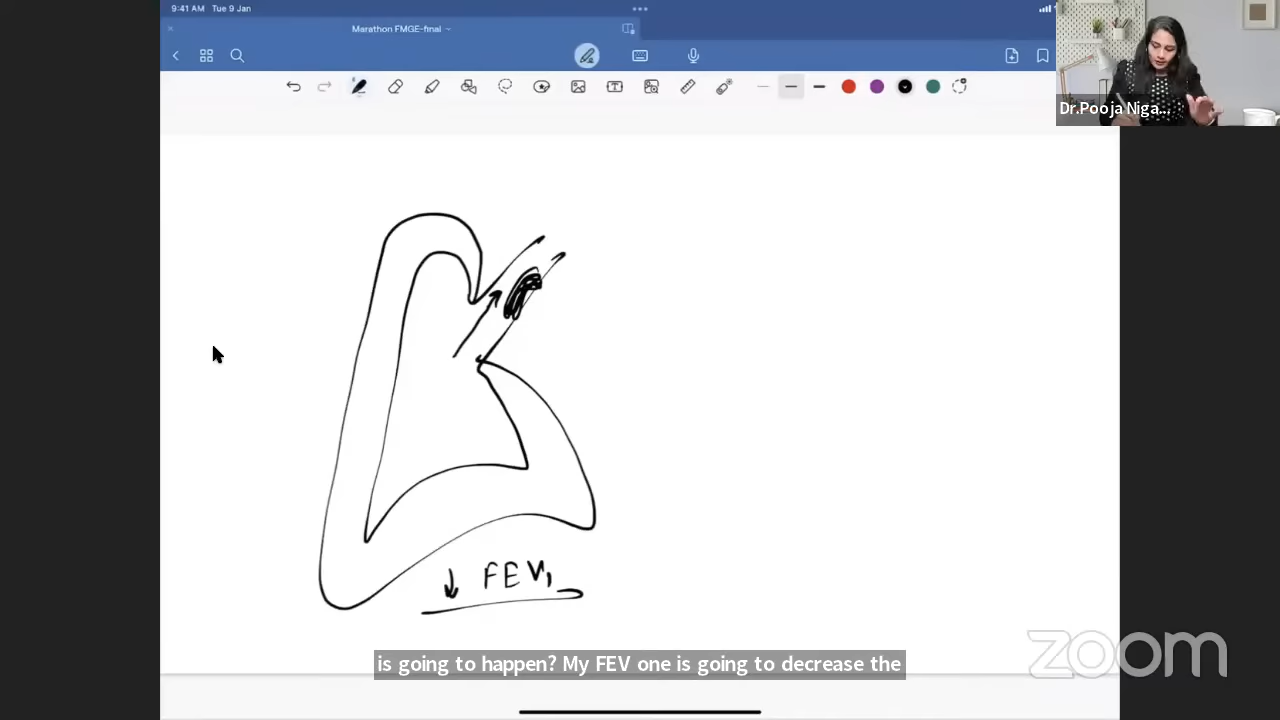 9:41 AM Tue 9 Jan
Marathon FMGE-final
Dr.Pooja Niga...
↓ FEV₁
is going to happen? My FEV one is going to decrease the
zoom